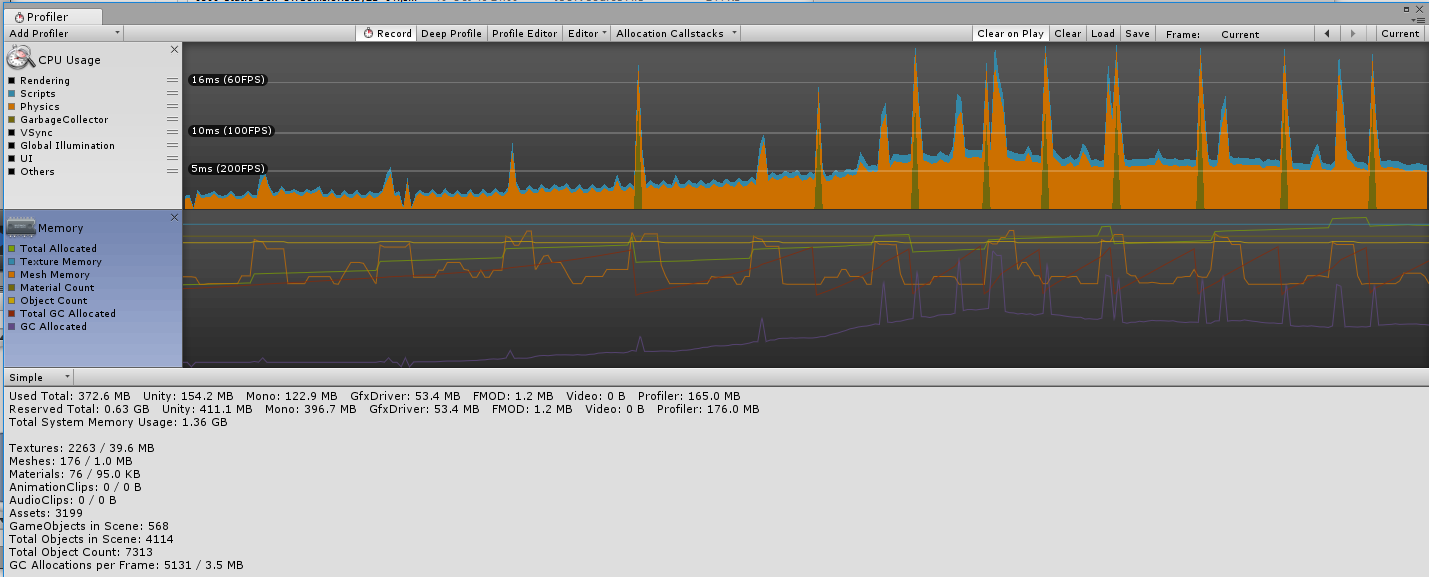 Profiler
Add Profiler Record Deep Profile Profile Editor Editor Allocation Callstacks Clear on Play Clear Load Save Frame: Current Current
CPU Usage
Rendering
Scripts
Physics
GarbageCollector
VSync
Global Illumination
UI
Others
16ms (60FPS)
10ms (100FPS)
5ms (200FPS)
Memory
Total Allocated
Texture Memory
Mesh Memory
Material Count
Object Count
Total GC Allocated
GC Allocated
Simple
Used Total: 372.6 MB Unity: 154.2 MB Mono: 122.9 MB GfxDriver: 53.4 MB FMOD: 1.2 MB Video: 0 B Profiler: 165.0 MB
Reserved Total: 0.63 GB Unity: 411.1 MB Mono: 396.7 MB GfxDriver: 53.4 MB FMOD: 1.2 MB Video: 0 B Profiler: 176.0 MB
Total System Memory Usage: 1.36 GB
Textures: 2263 / 39.6 MB
Meshes: 176 / 1.0 MB
Materials: 76 / 95.0 KB
AnimationClips: 0 / 0 B
AudioClips: 0 / 0 B
Assets: 3199
GameObjects in Scene: 568
Total Objects in Scene: 4114
Total Object Count: 7313
GC Allocations per Frame: 5131 / 3.5 MB